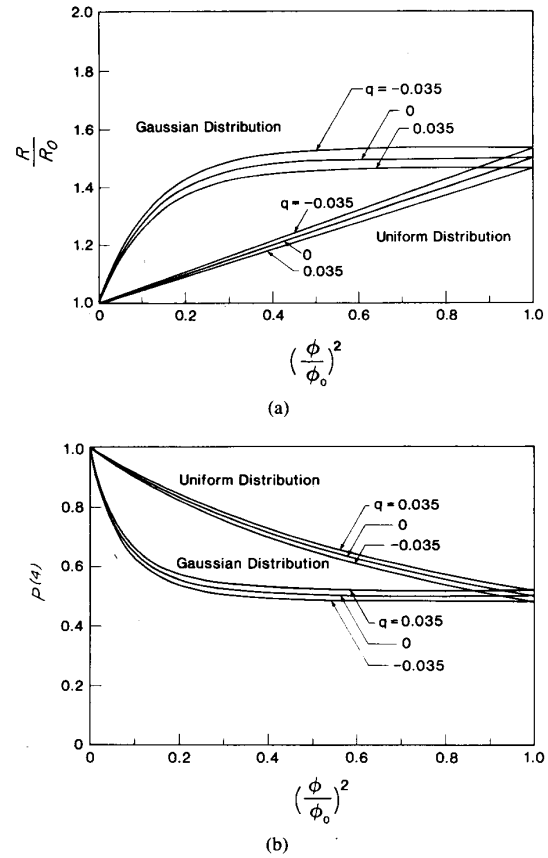 2.0
1.8
Gaussian Distribution
q = -0.035
0
0.035
1.6
R/R0
1.4
q = -0.035
Uniform Distribution
0
0.035
1.2
1.0
0 0.2 0.4 0.6 0.8 1.0
(ϕ/ϕ₀)²
(a)
1.0
Uniform Distribution
q = 0.035
0
-0.035
0.8
Gaussian Distribution
0.6
P(4)
q = 0.035
0
-0.035
0.4
0.2
0
0 0.2 0.4 0.6 0.8 1.0
(ϕ/ϕ₀)²
(b)